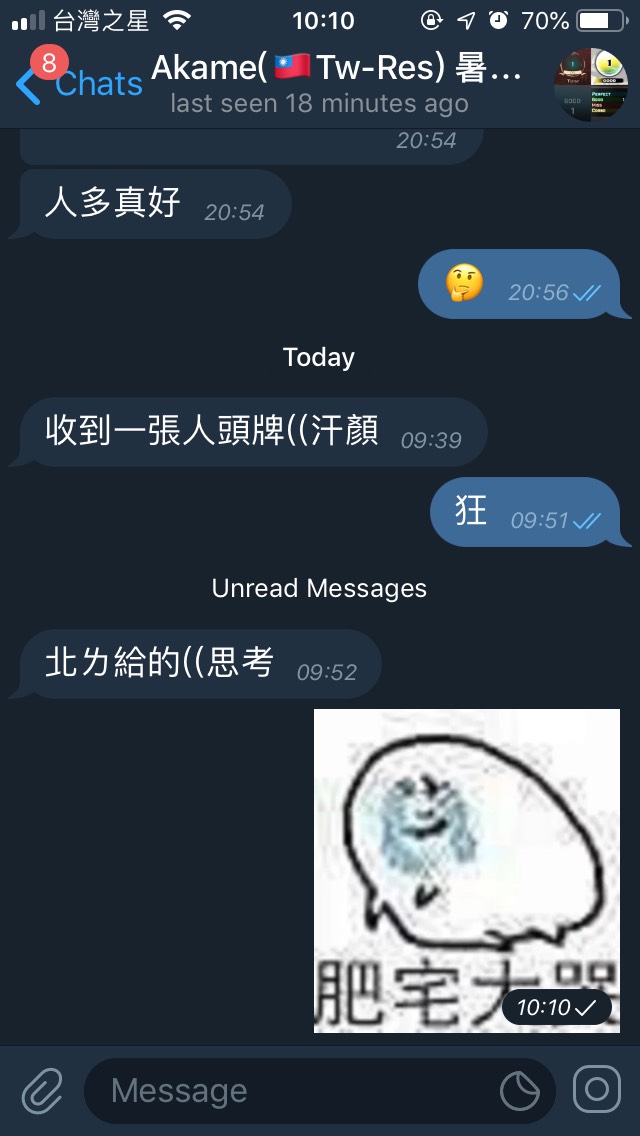 台灣之星
10:10
70%
8
Chats
Akame(🇹🇼Tw-Res) 暑...
last seen 18 minutes ago
20:54
人多真好 20:54
🤔 20:56
Today
收到一張人頭牌((汗顏 09:39
狂 09:51
Unread Messages
北ㄌ給的((思考 09:52
肥宅大哭
10:10
Message